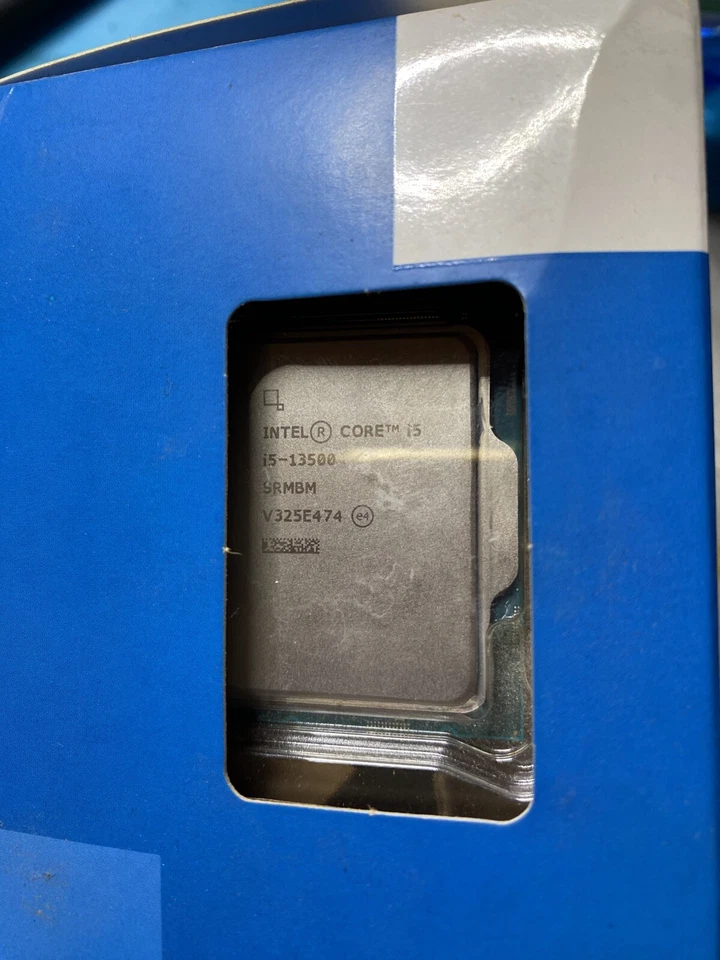 INTEL® CORE™ i5
i5-13500
SRMBM
V325E474 e4